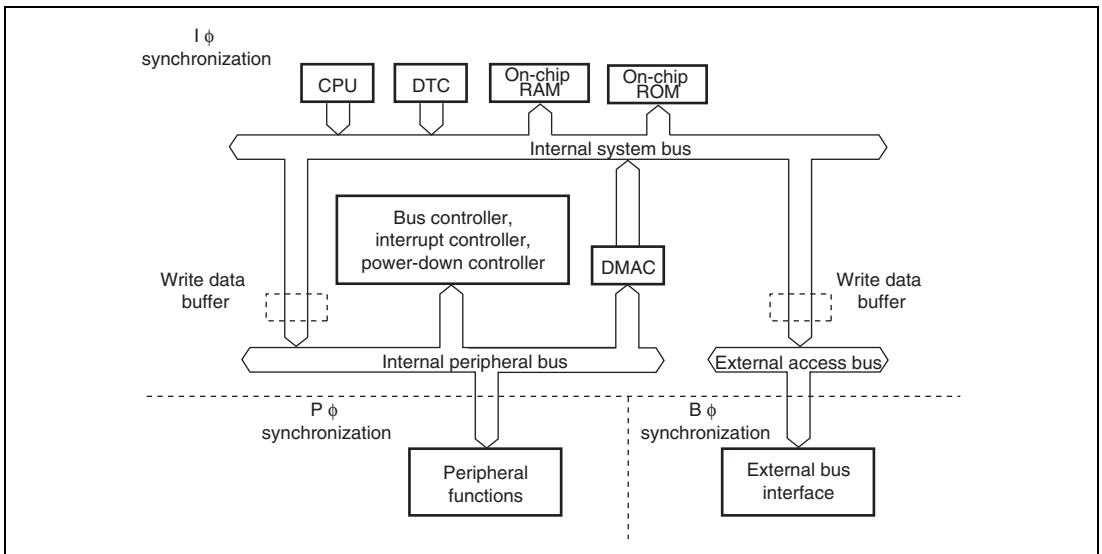 I ϕ
synchronization
CPU
DTC
On-chip
RAM
On-chip
ROM
Internal system bus
Bus controller,
interrupt controller,
power-down controller
DMAC
Write data
buffer
Write data
buffer
Internal peripheral bus
External access bus
P ϕ
synchronization
B ϕ
synchronization
Peripheral
functions
External bus
interface